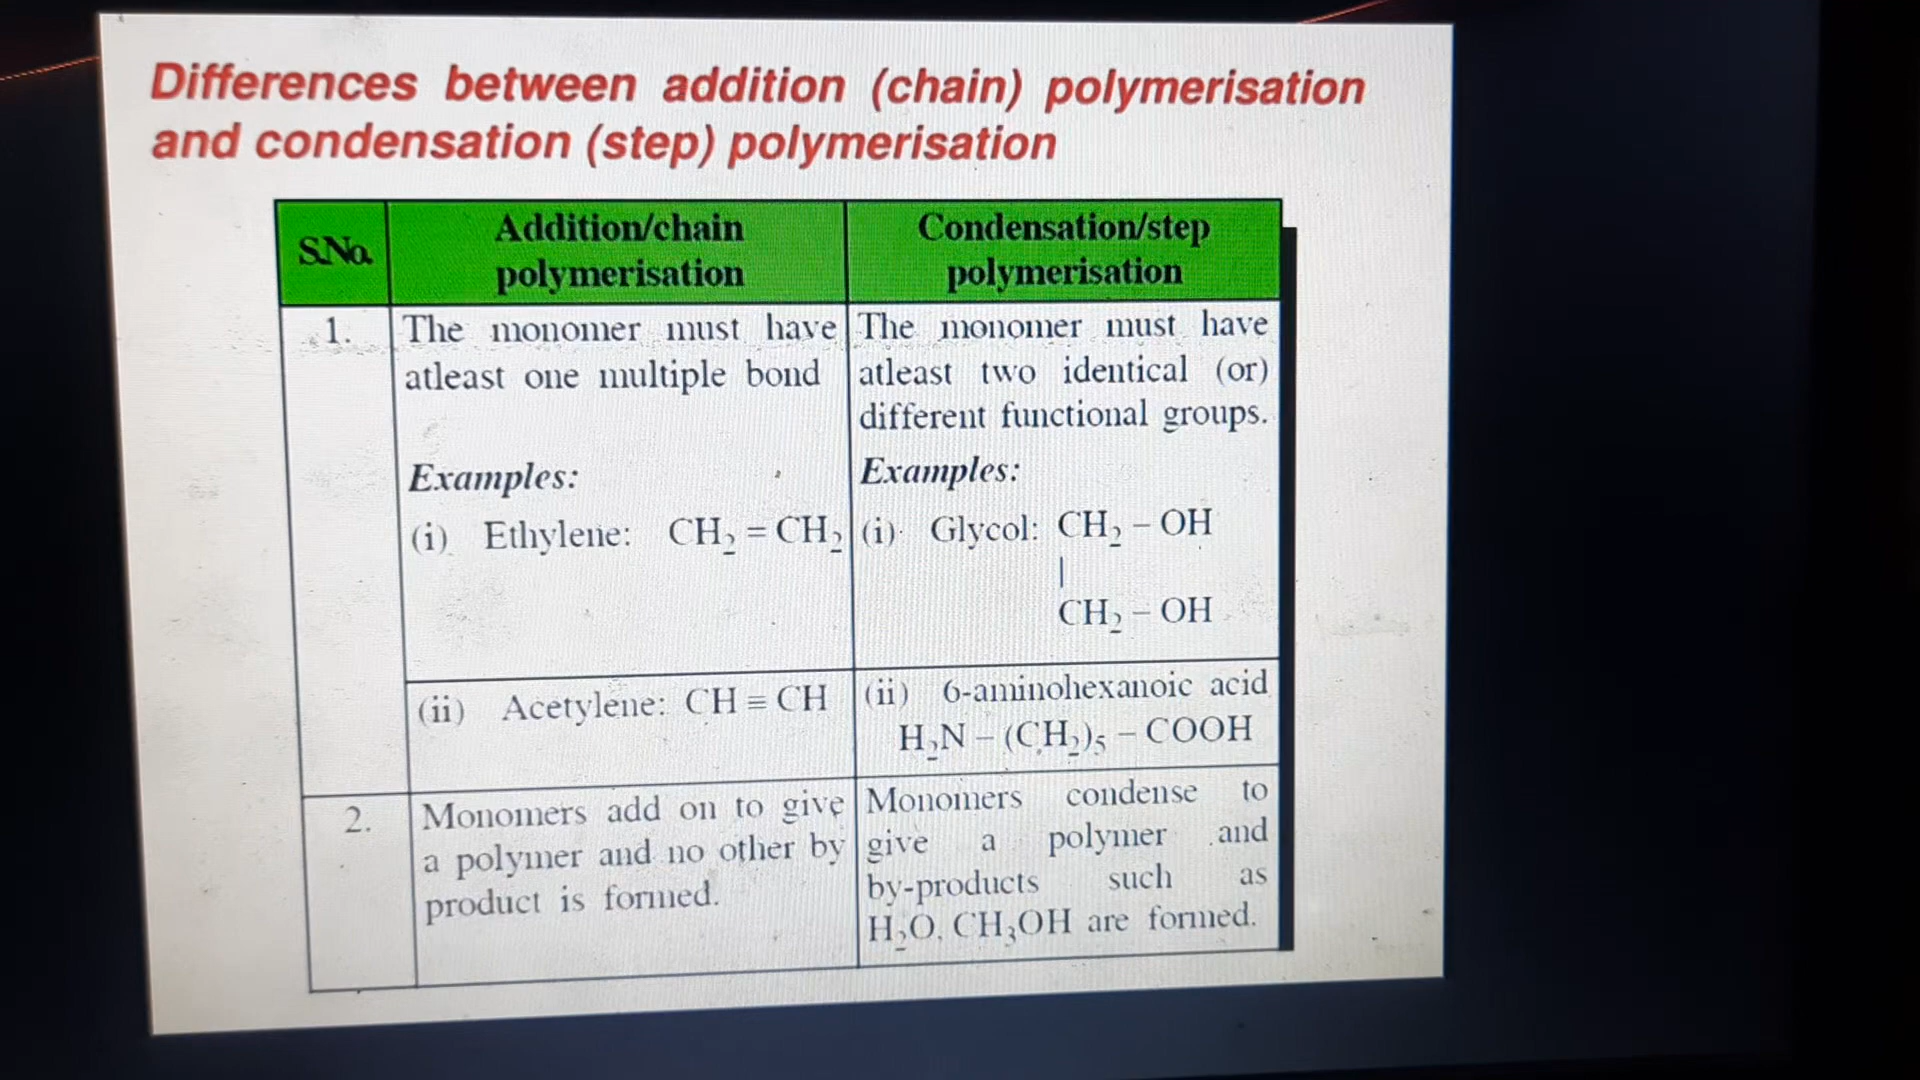 Differences between addition (chain) polymerisation
and condensation (step) polymerisation
S.No.
Addition/chain
polymerisation
Condensation/step
polymerisation
1.
The monomer must have
atleast one multiple bond
Examples:
(i) Ethylene: CH₂ = CH₂
The monomer must have
atleast two identical (or)
different functional groups.
Examples:
(i) Glycol: CH₂ – OH
|
CH₂ – OH
(ii) Acetylene: CH ≡ CH
(ii) 6-aminohexanoic acid
H₂N – (CH₂)₅ – COOH
2.
Monomers add on to give
a polymer and no other by
product is formed.
Monomers condense to
give a polymer and
by-products such as
H₂O, CH₃OH are formed.